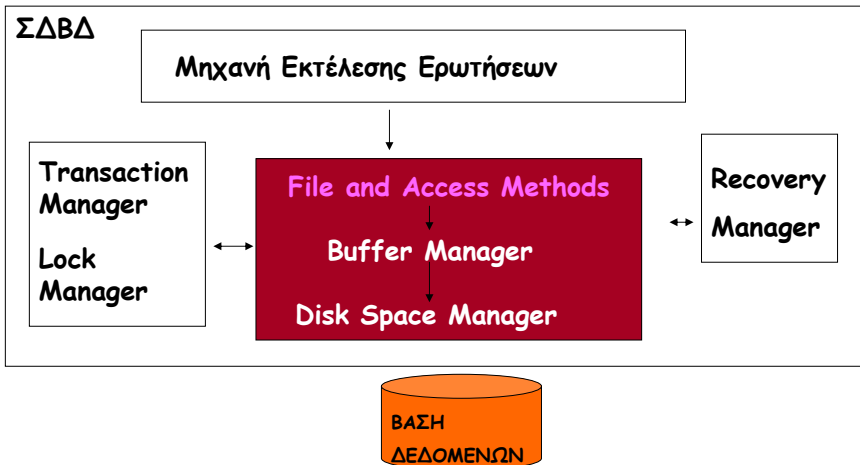 ΣΔΒΔ
Μηχανή Εκτέλεσης Ερωτήσεων
Transaction
Manager
Lock
Manager
File and Access Methods
Buffer Manager
Disk Space Manager
Recovery
Manager
ΒΑΣΗ
ΔΕΔΟΜΕΝΩΝ